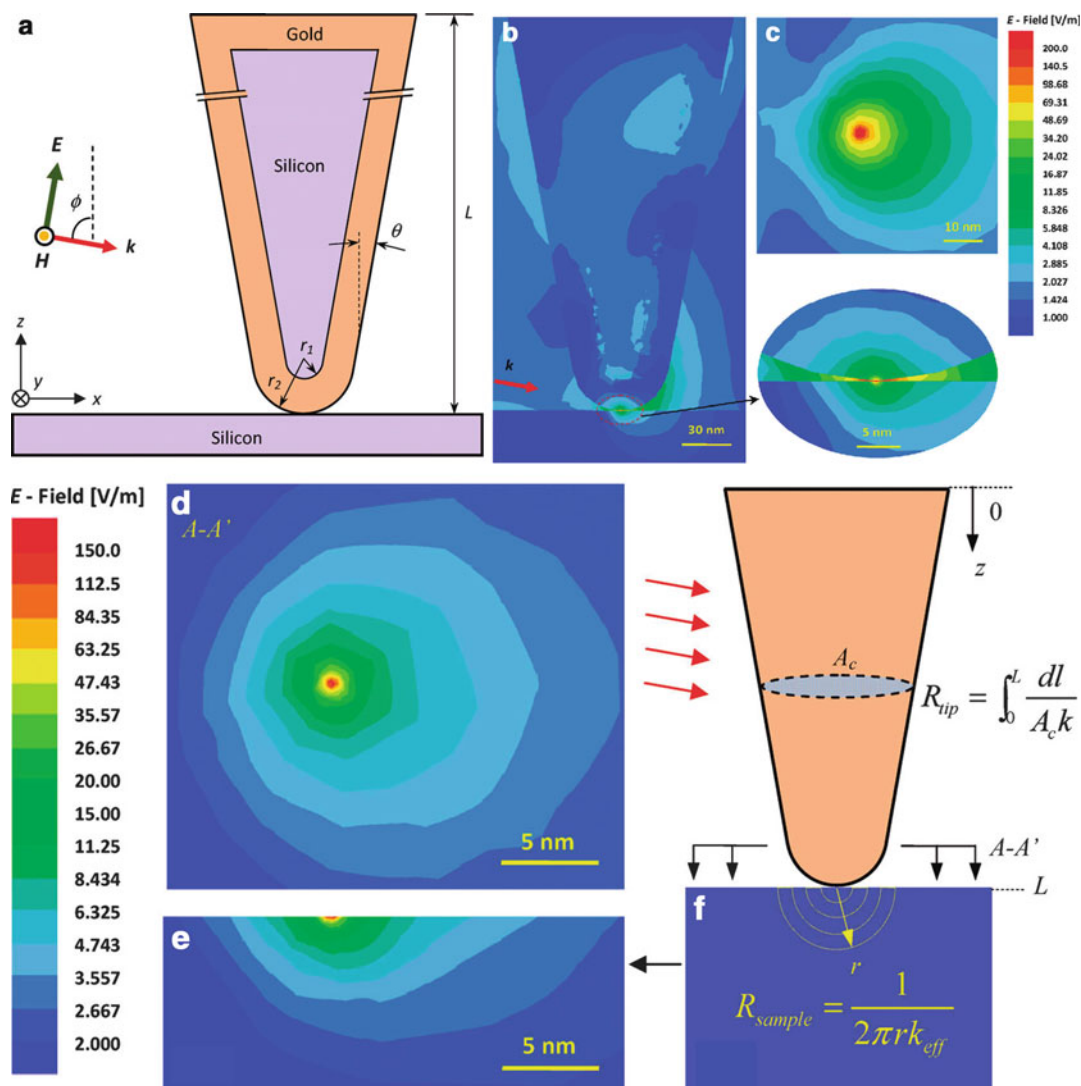 a
Gold
Silicon
E
ϕ
k
H
L
θ
r1
r2
z
y
x
Silicon
b
k
30 nm
c
10 nm
5 nm
E - Field [V/m]
200.0
140.5
98.68
69.31
48.69
34.20
24.02
16.87
11.85
8.326
5.848
4.108
2.885
2.027
1.424
1.000
E - Field [V/m]
150.0
112.5
84.35
63.25
47.43
35.57
26.67
20.00
15.00
11.25
8.434
6.325
4.743
3.557
2.667
2.000
d
A-A'
5 nm
e
5 nm
0
z
Ac
Rtip = ∫0L dl / Ack
A-A'
L
f
r
Rsample = 1 / 2πrkeff